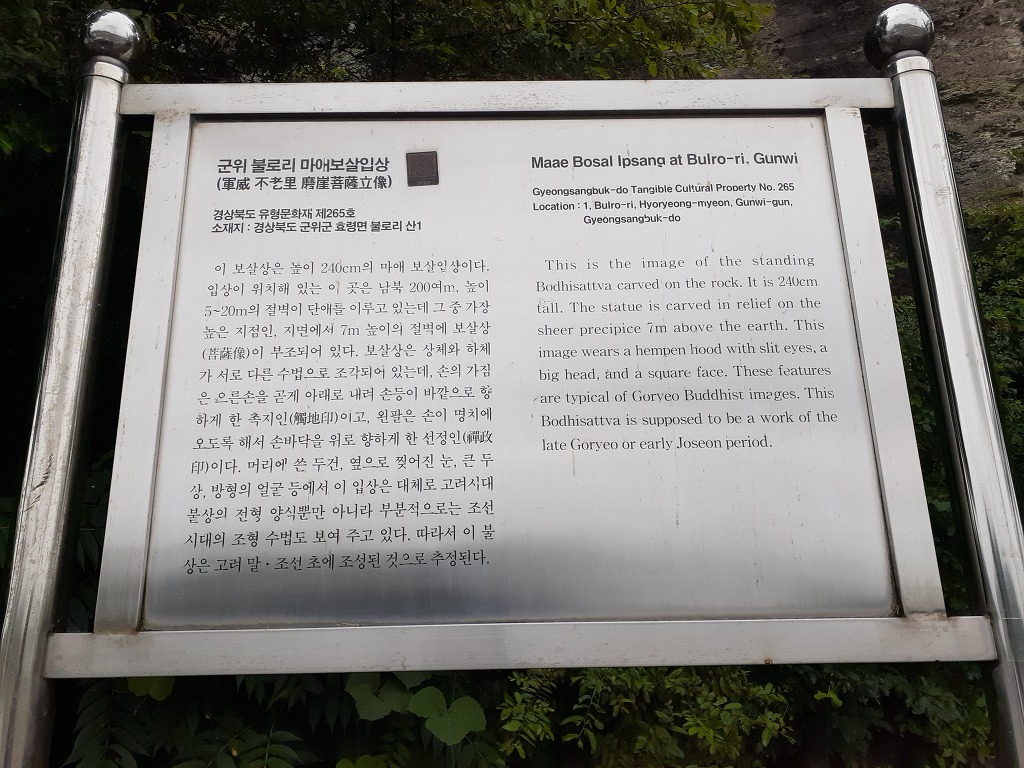 군위 불로리 마애보살입상
(軍威 不老里 磨崖菩薩立像)
경상북도 유형문화재 제265호
소재지 : 경상북도 군위군 효령면 불로리 산1
이 보살상은 높이 240cm의 마애 보살입상이다.
입상이 위치해 있는 이 곳은 남북 200여m, 높이
5~20m의 절벽이 단애를 이루고 있는데 그 중 가장
높은 지점인, 지면에서 7m 높이의 절벽에 보살상
(菩薩像)이 부조되어 있다. 보살상은 상체와 하체
가 서로 다른 수법으로 조각되어 있는데, 손의 가짐
은 으른손을 곧게 아래로 내려 손등이 바깥으로 향
하게 한 촉지인(觸地印)이고, 왼팔은 손이 명치에
오도록 해서 손바닥을 위로 향하게 한 선정인(禪政
印)이다. 머리에 쓴 두건, 옆으로 찢어진 눈, 큰 두
상, 방형의 얼굴 등에서 이 입상은 대체로 고려시대
불상의 전형 양식뿐만 아니라 부분적으로는 조선
시대의 조형 수법도 보여 주고 있다. 따라서 이 불
상은 고려 말·조선 초에 조성된 것으로 추정된다.
Maae Bosal Ipsang at Bulro-ri, Gunwi
Gyeongsangbuk-do Tangible Cultural Property No. 265
Location : 1, Bulro-ri, Hyoryeong-myeon, Gunwi-gun,
Gyeongsangbuk-do
This is the image of the standing
Bodhisattva carved on the rock. It is 240cm
tall. The statue is carved in relief on the
sheer precipice 7m above the earth. This
image wears a hempen hood with slit eyes, a
big head, and a square face. These features
are typical of Goryeo Buddhist images. This
Bodhisattva is supposed to be a work of the
late Goryeo or early Joseon period.